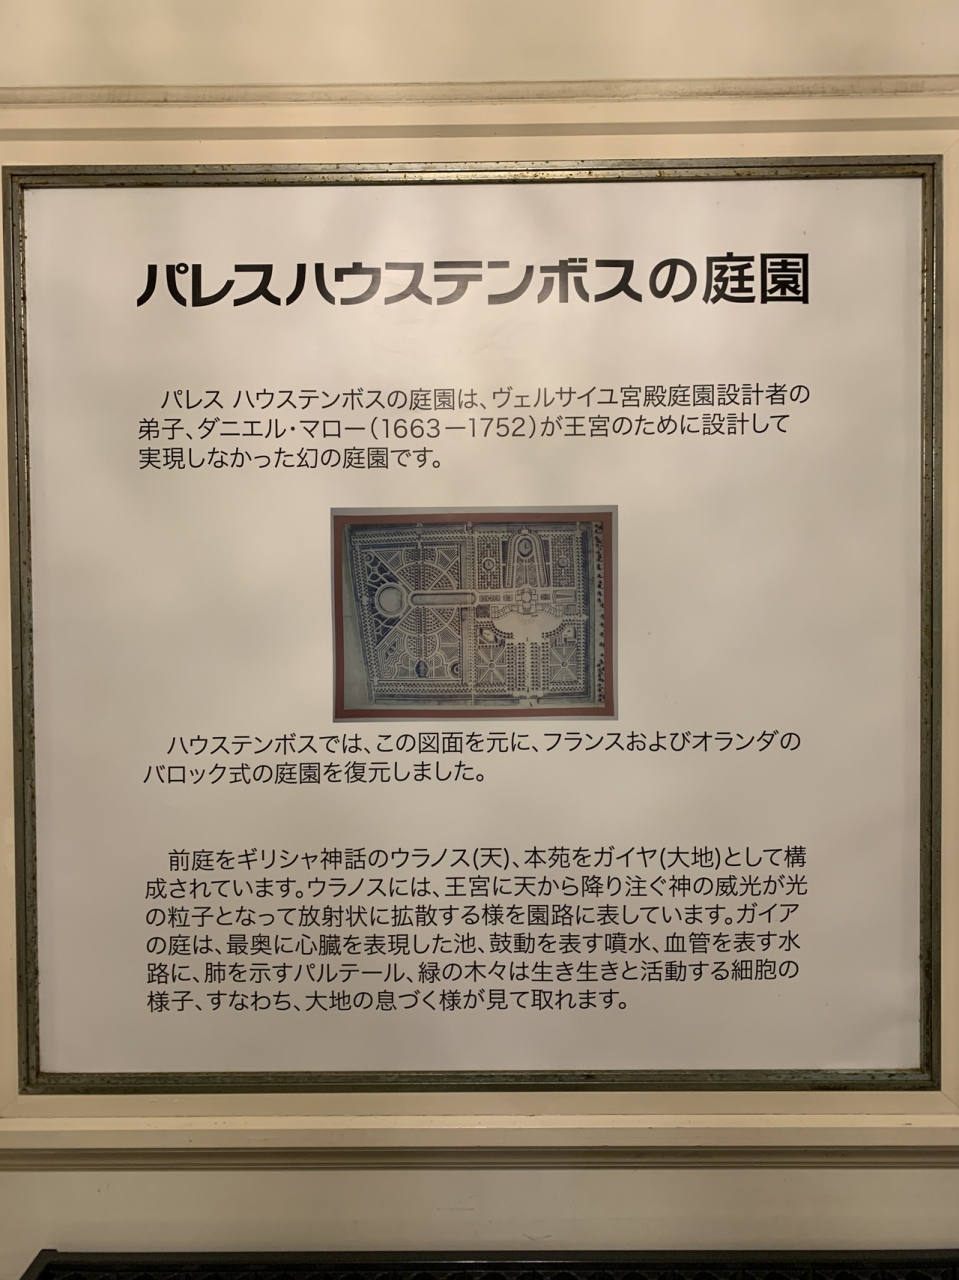 パレスハウステンボスの庭園
パレス ハウステンボスの庭園は、ヴェルサイユ宮殿庭園設計者の
弟子、ダニエル・マロー(1663ー1752)が王宮のために設計して
実現しなかった幻の庭園です。
ハウステンボスでは、この図面を元に、フランスおよびオランダの
バロック式の庭園を復元しました。
前庭をギリシャ神話のウラノス(天)、本苑をガイヤ(大地)として構
成されています。ウラノスには、王宮に天から降り注ぐ神の威光が光
の粒子となって放射状に拡散する様を園路に表しています。ガイア
の庭は、最奥に心臓を表現した池、鼓動を表す噴水、血管を表す水
路に、肺を示すパルテール、緑の木々は生き生きと活動する細胞の
様子、すなわち、大地の息づく様が見て取れます。